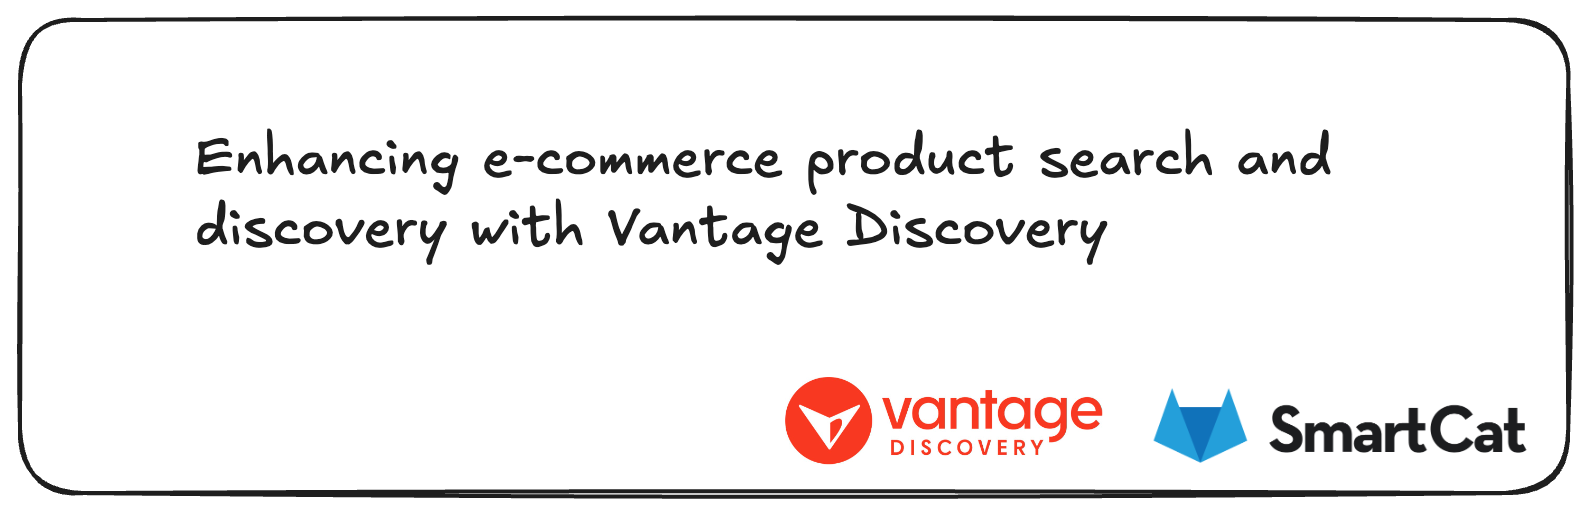 Enhancing e-commerce product search and
discovery with Vantage Discovery
vantage
DISCOVERY
SmartCat